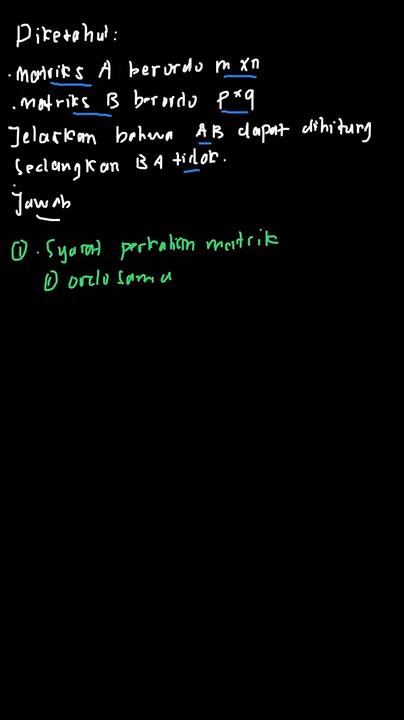 Diketahui:
. matriks A berordo m x n
. matriks B berordo p x q
Jelaskan bahwa AB dapat dihitung
sedangkan BA tidak.
Jawab
① . Syarat perkalian matrik
① ordo sama